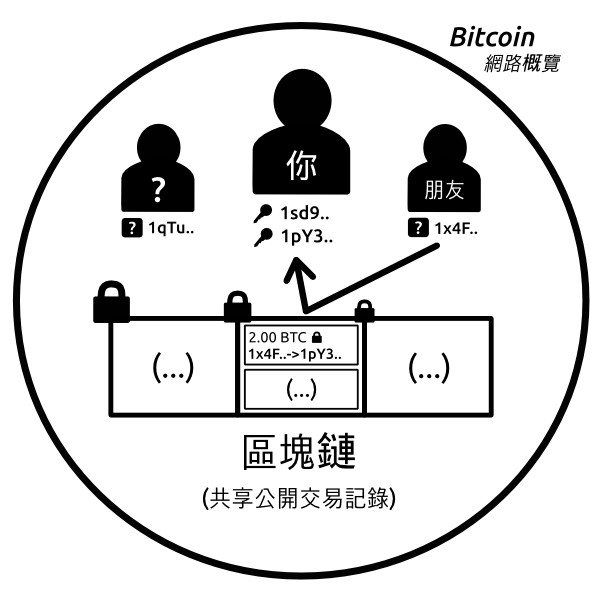 Bitcoin
網路概覽
你
?
朋友
? 1qTu..
1sd9..
1pY3..
? 1x4F..
2.00 BTC
1x4F..->1pY3..
(...)
(...)
(...)
區塊鏈
(共享公開交易記錄)